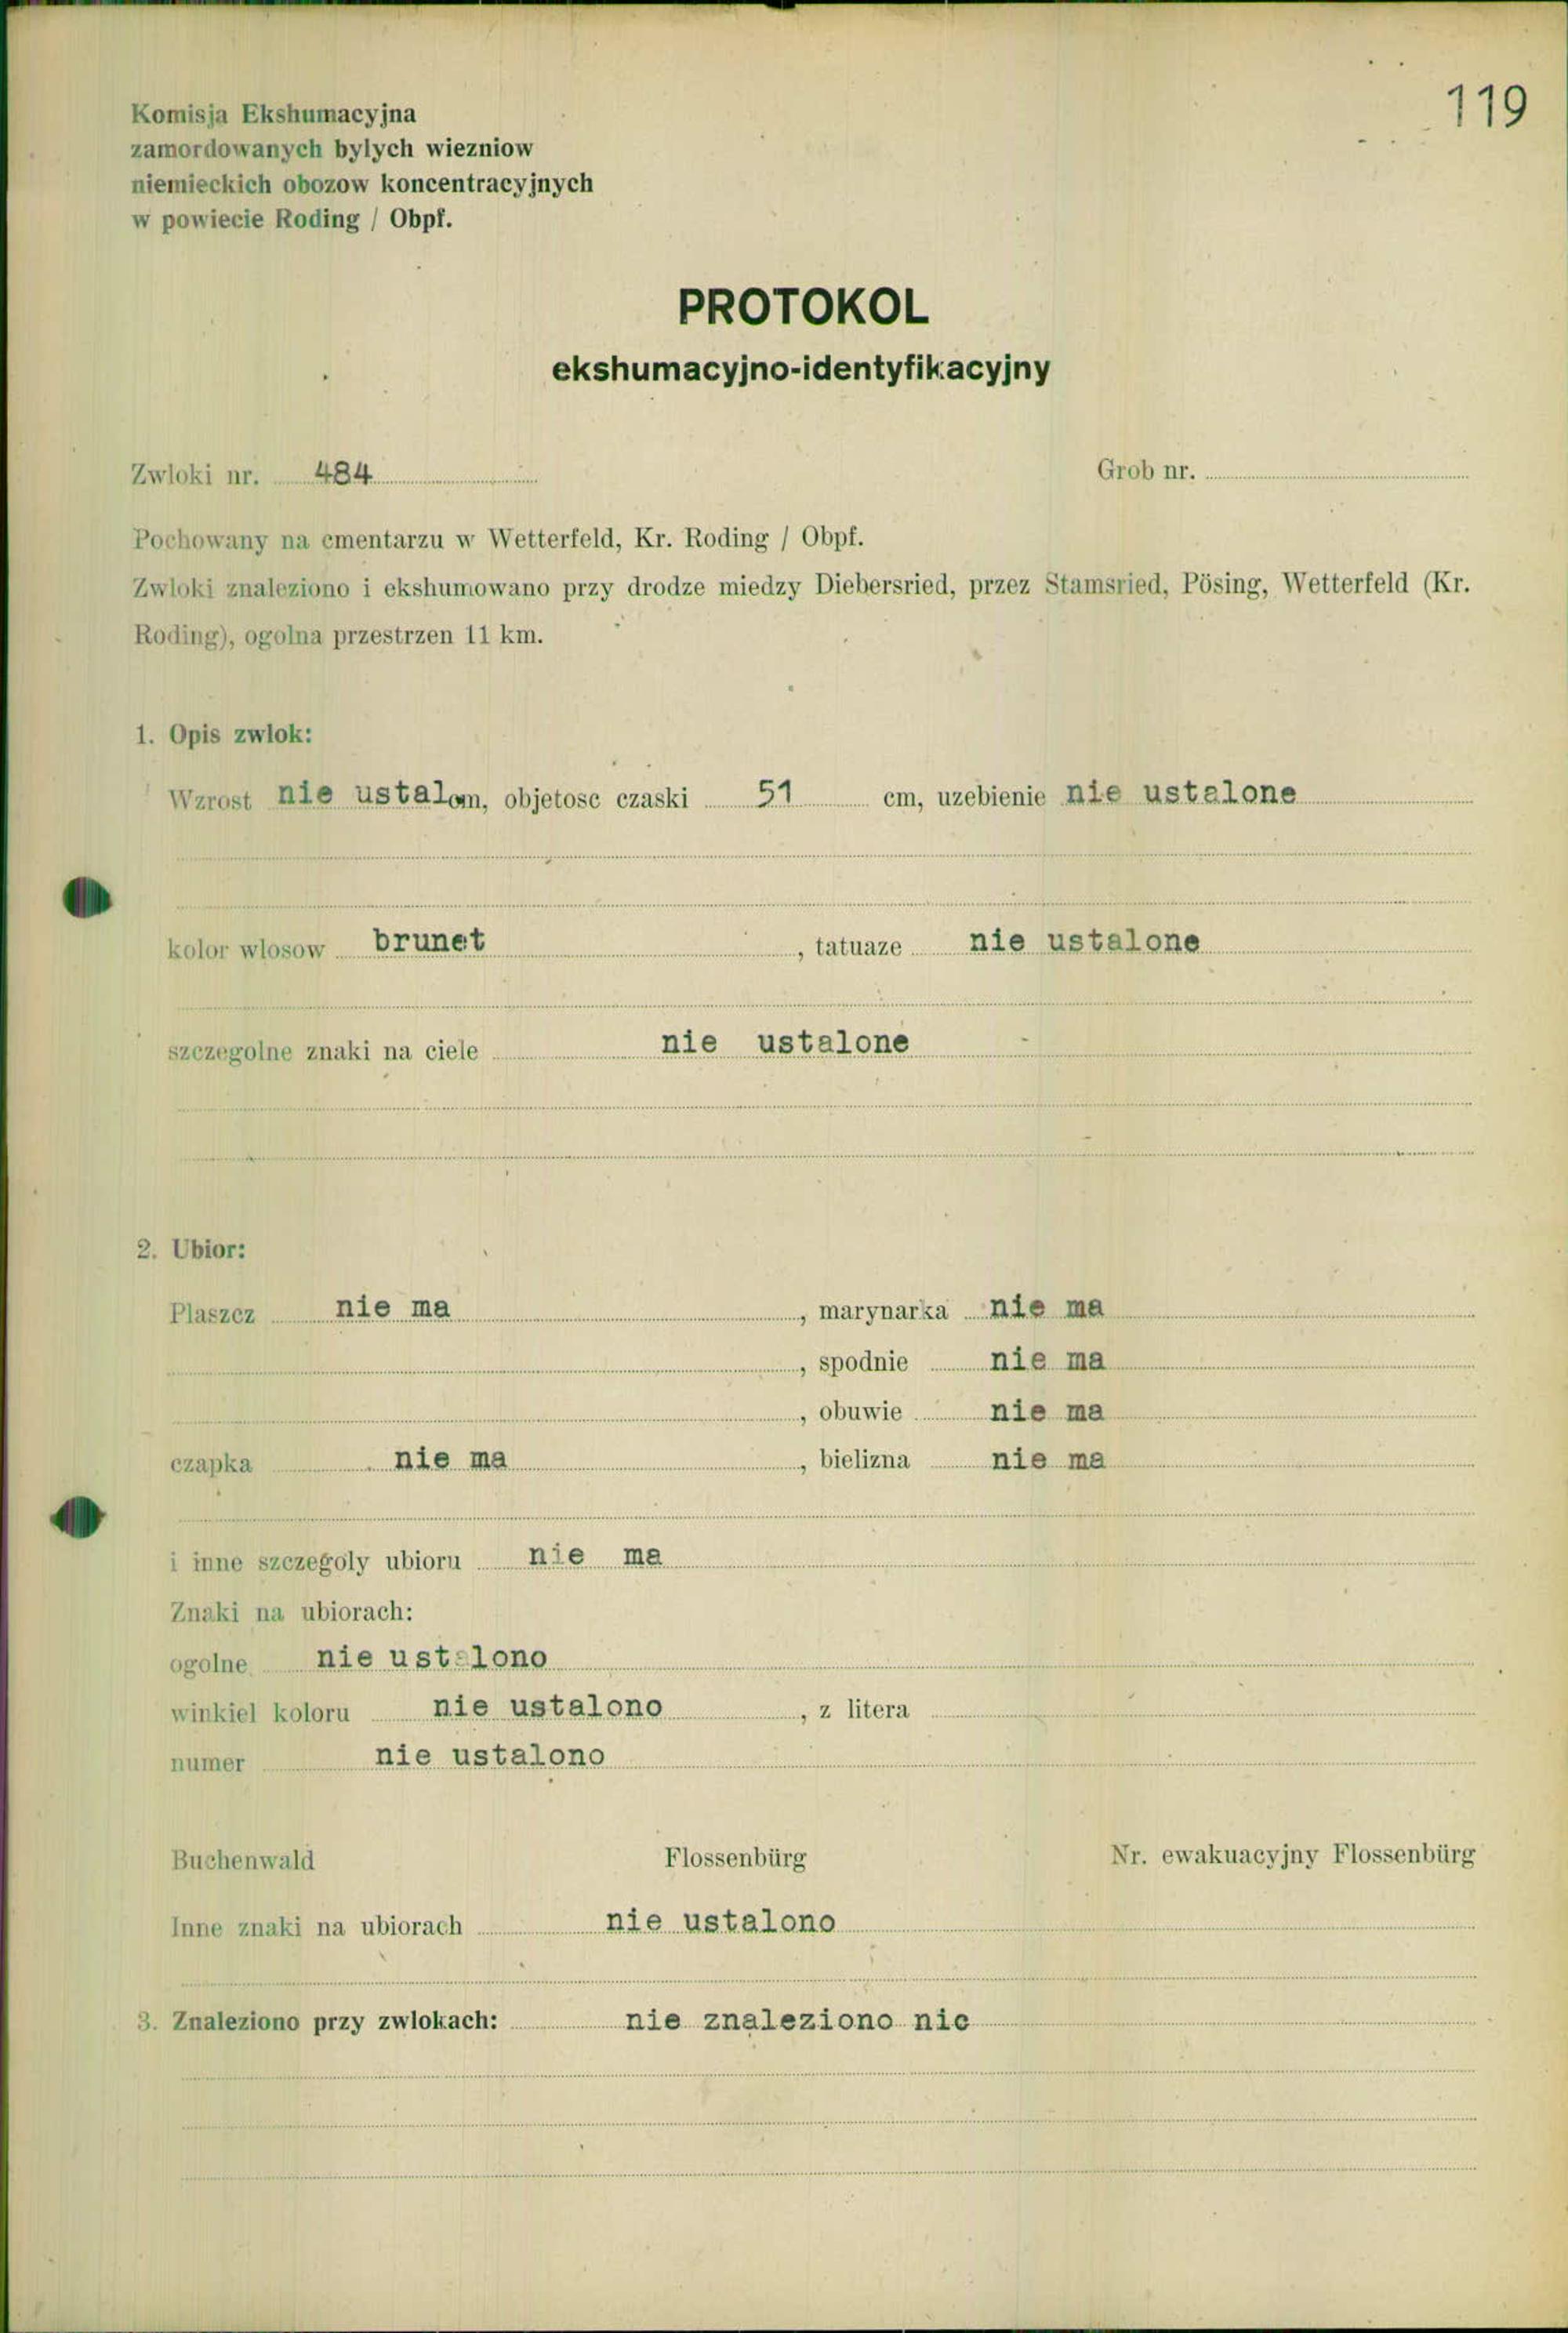 119
Komisja Ekshumacyjna
zamordowanych bylych wiezniow
niemieckich obozow koncentracyjnych
w powiecie Roding / Obpf.
PROTOKOL
ekshumacyjno-identyfikacyjny
Zwloki nr. 484 Grob nr.
Pochowany na cmentarzu w Wetterfeld, Kr. Roding / Obpf.
Zwloki znaleziono i ekshumowano przy drodze miedzy Diebersried, przez Stamsried, Pösing, Wetterfeld (Kr.
Roding), ogolna przestrzen 11 km.
1. Opis zwlok:
Wzrost nie ustalom, objetosc czaski 51 cm, uzebienie nie ustalone
kolor wlosow brunet, tatuaze nie ustalone
szczegolne znaki na ciele nie ustalone
2. Ubior:
Plaszcz nie ma, marynarka nie ma
, spodnie nie ma
, obuwie nie ma
czapka nie ma, bielizna nie ma
i inne szczegoly ubioru nie ma
Znaki na ubiorach:
ogolne nie ustalono
winkiel koloru nie ustalono, z litera
numer nie ustalono
Buchenwald Flossenbürg Nr. ewakuacyjny Flossenbürg
Inne znaki na ubiorach nie ustalono
3. Znaleziono przy zwlokach: nie znaleziono nic